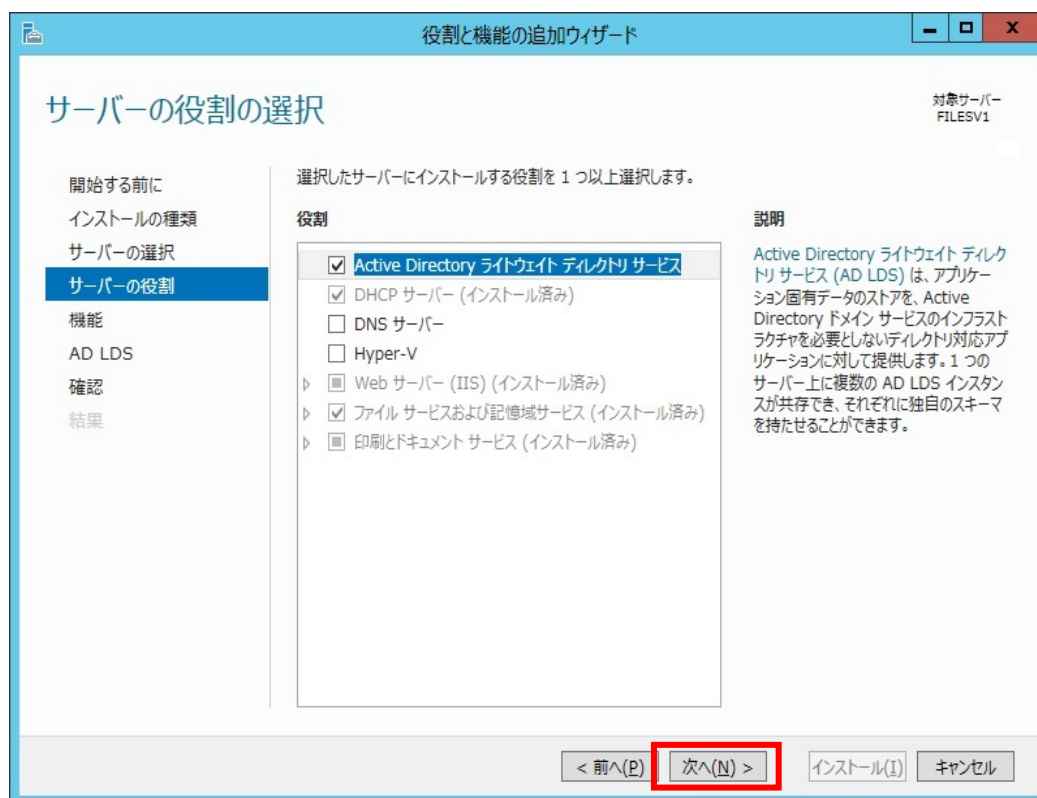 役割と機能の追加ウィザード
サーバーの役割の選択
対象サーバー
FILESV1
開始する前に
インストールの種類
サーバーの選択
サーバーの役割
機能
AD LDS
確認
結果
選択したサーバーにインストールする役割を 1 つ以上選択します。
役割
Active Directory ライトウェイト ディレクトリ サービス
DHCP サーバー (インストール済み)
DNS サーバー
Hyper-V
Web サーバー (IIS) (インストール済み)
ファイル サービスおよび記憶域サービス (インストール済み)
印刷とドキュメント サービス (インストール済み)
説明
Active Directory ライトウェイト ディレク
トリ サービス (AD LDS) は、アプリケー
ション固有データのストアを、Active
Directory ドメイン サービスのインフラスト
ラクチャを必要としないディレクトリ対応アプ
リケーションに対して提供します。1 つの
サーバー上に複数の AD LDS インスタン
スが共存でき、それぞれに独自のスキーマ
を持たせることができます。
< 前へ(P)
次へ(N) >
インストール(I)
キャンセル